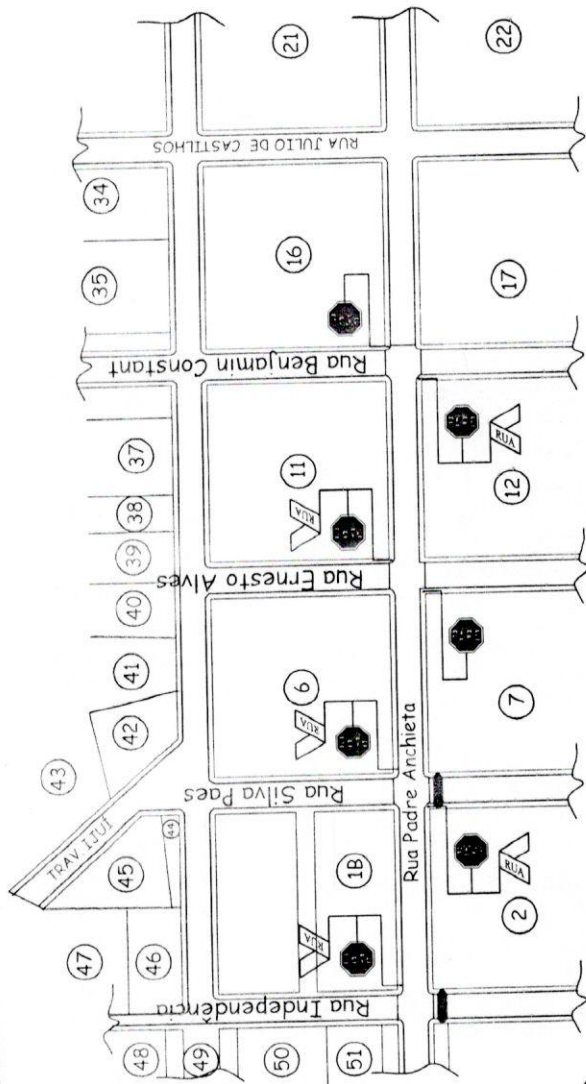 34
35
37
38
39
40
41
42
43
TRAV. IJUÍ
44
45
46
47
48
49
50
51
21
RUA JULIO DE CASTILHOS
16
Rua Benjamin Constant
11
RUA
Rua Ernesto Alves
6
RUA
Rua Silva Paes
1B
RUA
Rua Independência
Rua Padre Anchieta
22
17
12
RUA
7
2
RUA